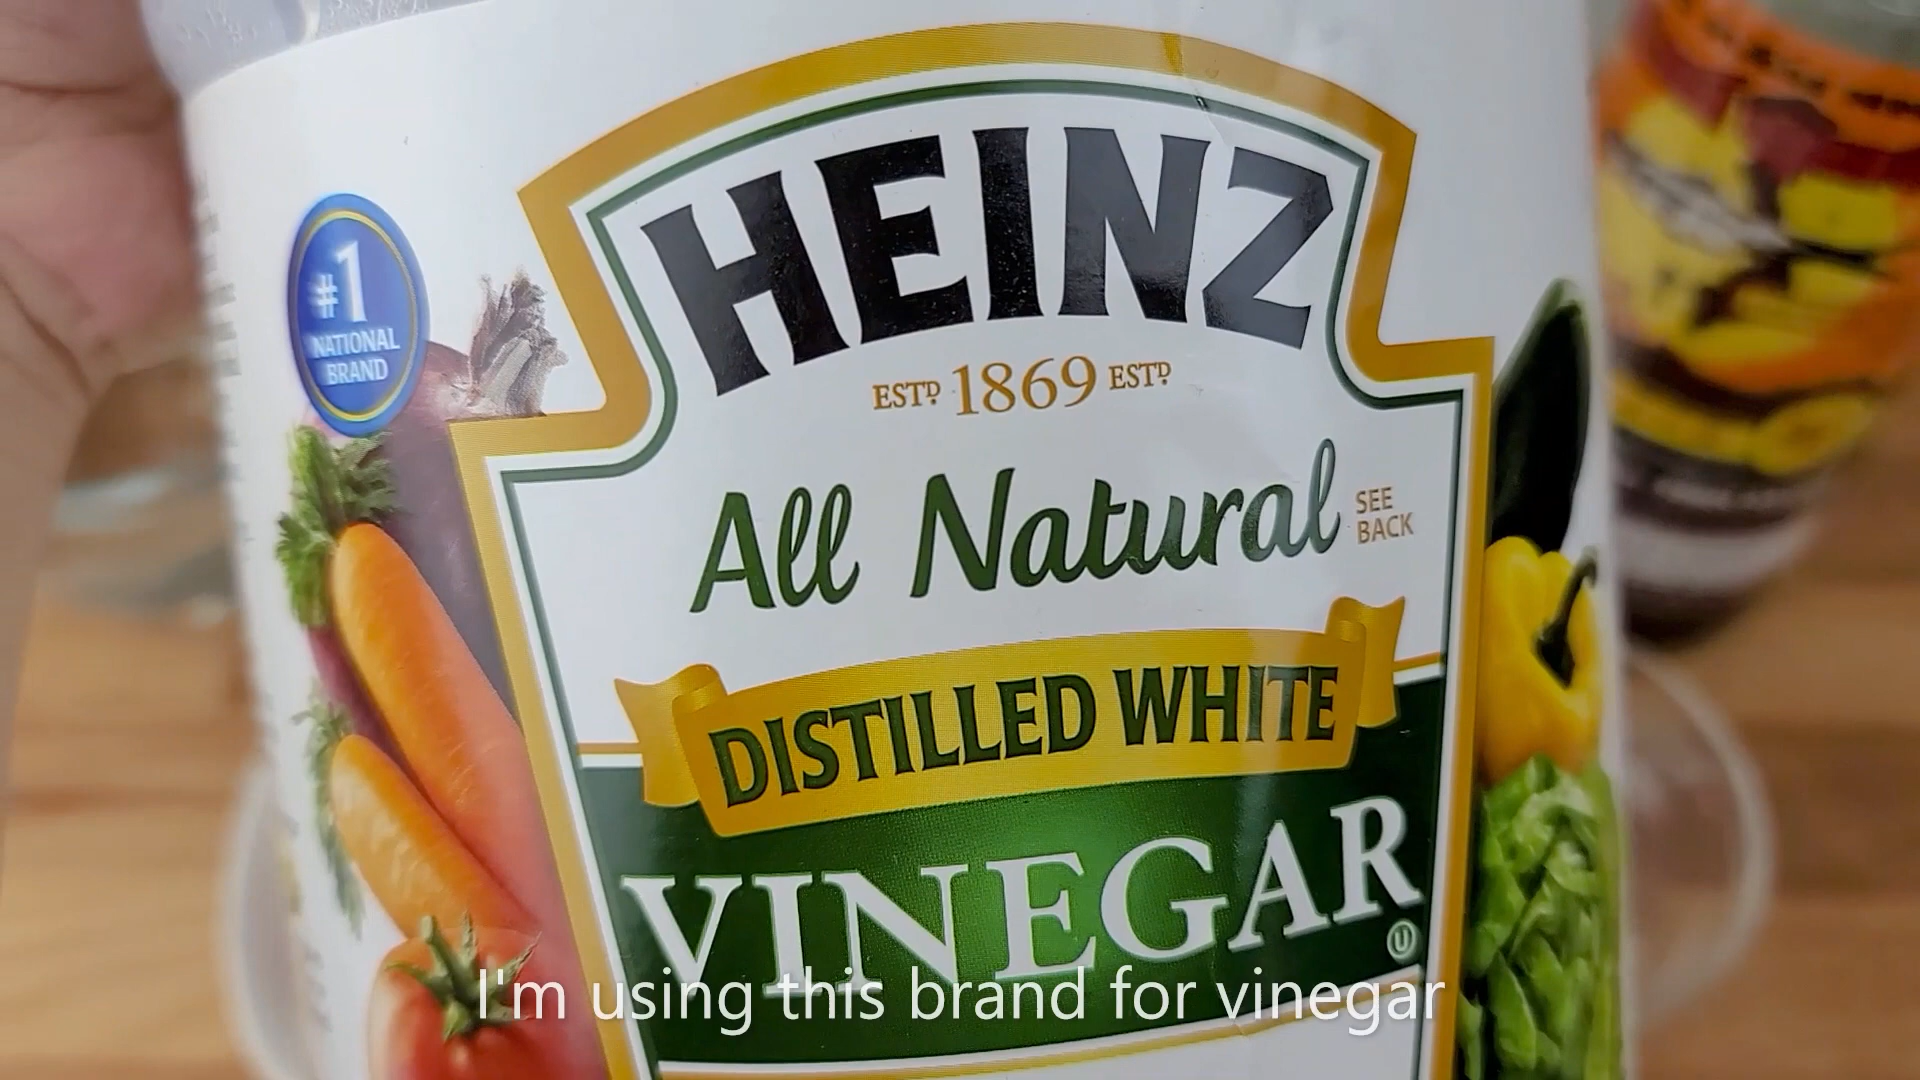 HEINZ
ESTD 1869 ESTD
#1
NATIONAL
BRAND
All Natural
SEE
BACK
DISTILLED WHITE
VINEGAR
U
I'm using this brand for vinegar